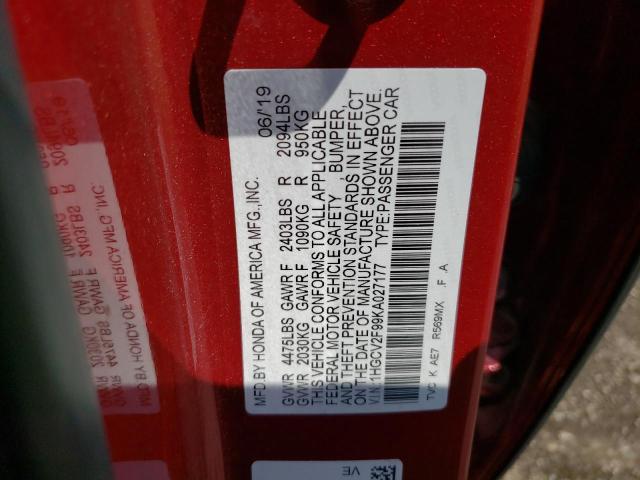 MFD.BY HONDA OF AMERICA MFG.,INC. 06/19
GVWR 4475LBS GAWR F 2403LBS R 2094LBS
GVWR 2030KG GAWR F 1090KG R 950KG
THIS VEHICLE CONFORMS TO ALL APPLICABLE
FEDERAL MOTOR VEHICLE SAFETY , BUMPER,
AND THEFT PREVENTION STANDARDS IN EFFECT
ON THE DATE OF MANUFACTURE SHOWN ABOVE.
V.I.N.:1HGCV2F99KA027177 TYPE:PASSENGER CAR
TVC K AE7 R569MX .F .A
VE